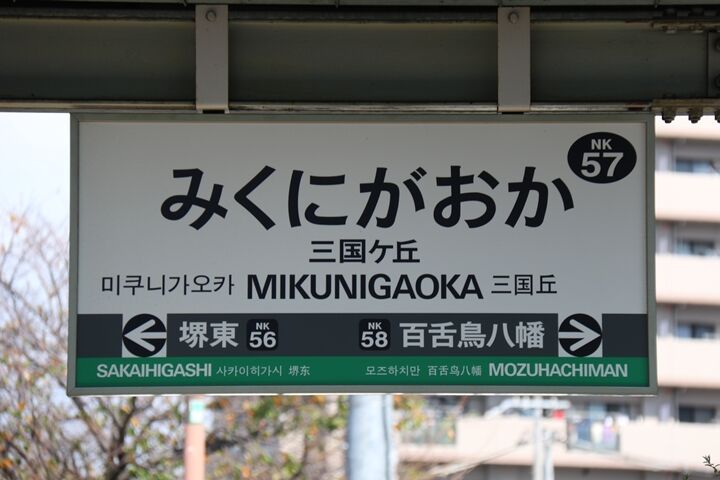 NK
57
みくにがおか
三国ケ丘
미쿠니가오카 MIKUNIGAOKA 三国丘
堺東 NK 56 NK 58 百舌鳥八幡
SAKAIHIGASHI 사카이히가시 堺东 모즈하치만 百舌鸟八幡 MOZUHACHIMAN